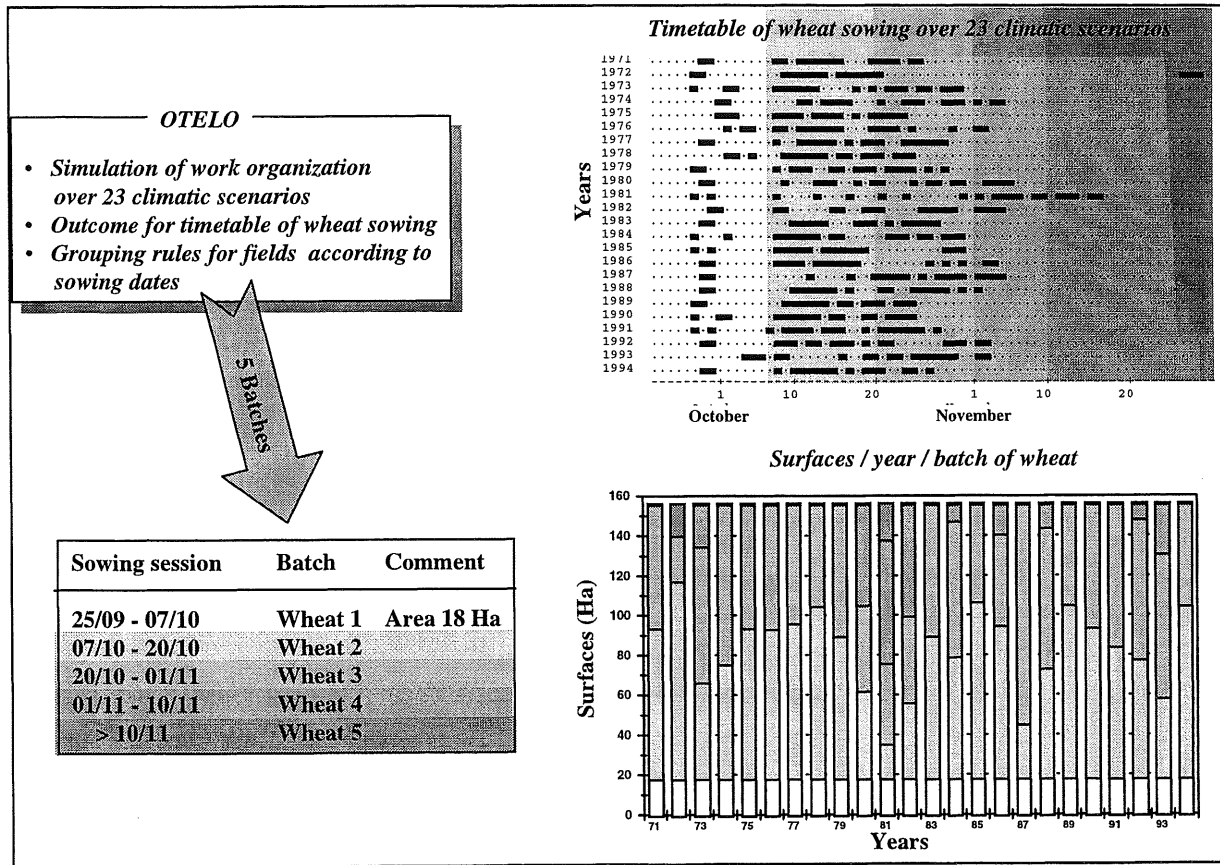 OTELO
• Simulation of work organization
over 23 climatic scenarios
• Outcome for timetable of wheat sowing
• Grouping rules for fields according to
sowing dates
5 Batches
Sowing session Batch Comment
25/09 - 07/10 Wheat 1 Area 18 Ha
07/10 - 20/10 Wheat 2
20/10 - 01/11 Wheat 3
01/11 - 10/11 Wheat 4
> 10/11 Wheat 5
Timetable of wheat sowing over 23 climatic scenarios
Years
1971
1972
1973
1974
1975
1976
1977
1978
1979
1980
1981
1982
1983
1984
1985
1986
1987
1988
1989
1990
1991
1992
1993
1994
1 10 20 1 10 20
October November
Surfaces / year / batch of wheat
Surfaces (Ha)
160
140
120
100
80
60
40
20
0
71 73 75 77 79 81 83 85 87 89 91 93
Years